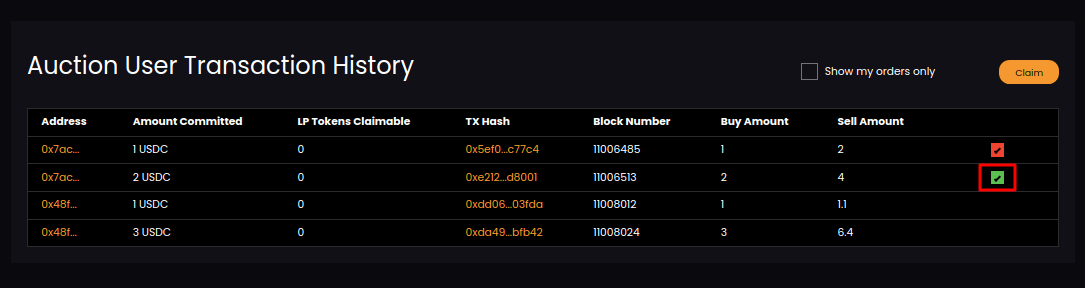 Auction User Transaction History
Show my orders only
Claim
Address Amount Committed LP Tokens Claimable TX Hash Block Number Buy Amount Sell Amount
0x7ac... 1 USDC 0 0x5ef0...c77c4 11006485 1 2
0x7ac... 2 USDC 0 0xe212...d8001 11006513 2 4
0x48f... 1 USDC 0 0xdd06...03fda 11008012 1 1.1
0x48f... 3 USDC 0 0xda49...bfb42 11008024 3 6.4